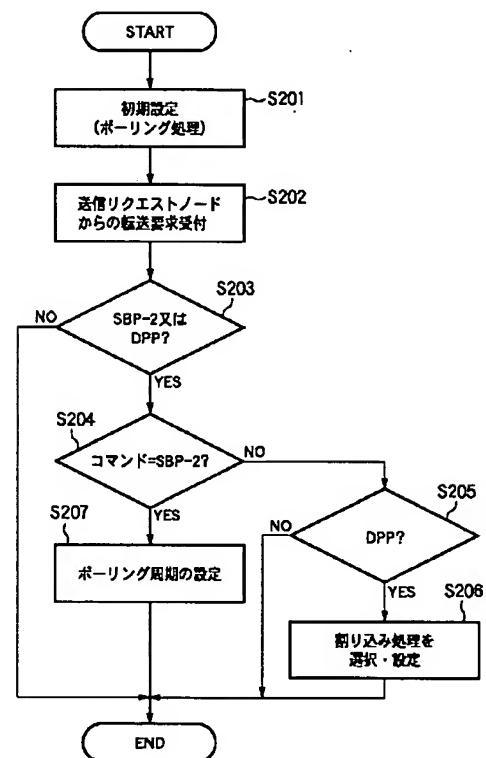 START
初期設定
(ポーリング処理)
S201
送信リクエストノード
からの転送要求受付
S202
S203
SBP-2又は
DPP?
NO
YES
S204
コマンド=SBP-2?
NO
YES
S205
DPP?
NO
YES
S207
ポーリング周期の設定
S206
割り込み処理を
選択・設定
END